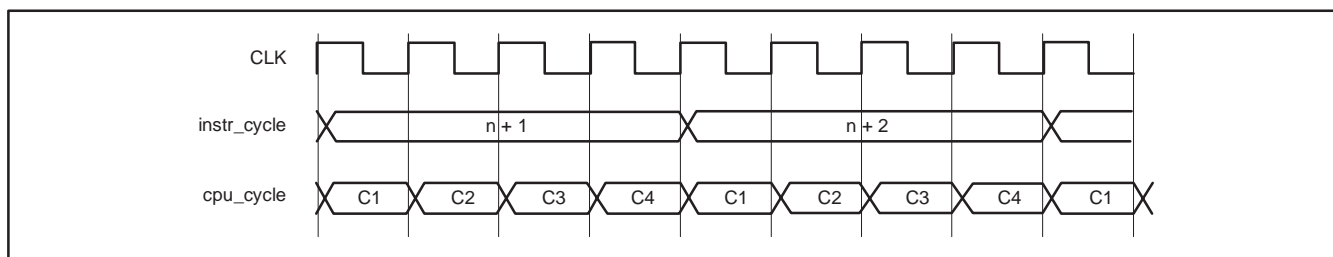 CLK
instr_cycle n + 1 n + 2
cpu_cycle C1 C2 C3 C4 C1 C2 C3 C4 C1